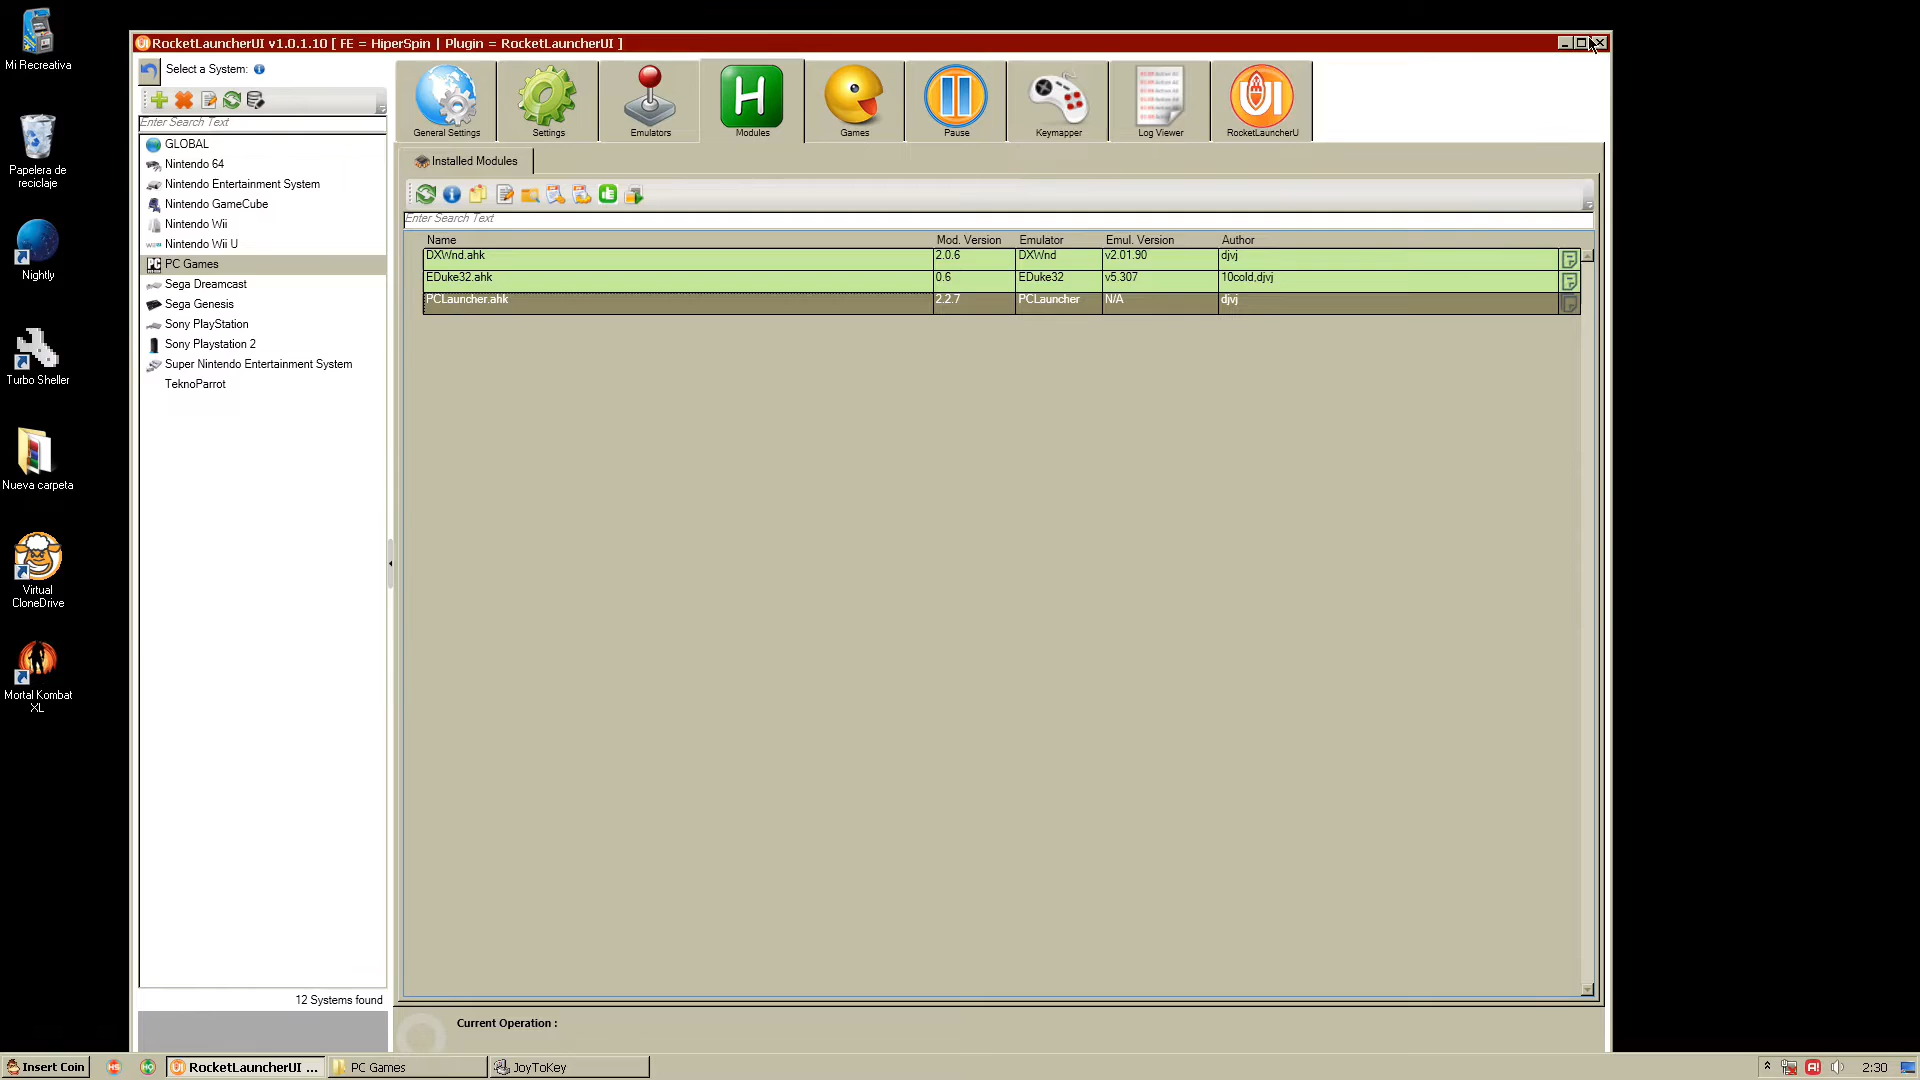 Mi Recreativa
Papelera de
reciclaje
Nightly
Turbo Sheller
Nueva carpeta
Virtual
CloneDrive
Mortal Kombat
XL
RocketLauncherUI v1.0.1.10 [ FE = HiperSpin | Plugin = RocketLauncherUI ]
Select a System:
Enter Search Text
GLOBAL
Nintendo 64
Nintendo Entertainment System
Nintendo GameCube
Nintendo Wii
Nintendo Wii U
PC Games
Sega Dreamcast
Sega Genesis
Sony PlayStation
Sony Playstation 2
Super Nintendo Entertainment System
TeknoParrot
12 Systems found
General Settings
Settings
Emulators
H
Modules
Games
Pause
Keymapper
Log Viewer
UI
RocketLauncherU
Installed Modules
Enter Search Text
Name Mod. Version Emulator Emul. Version Author
DXWnd.ahk 2.0.6 DXWnd v2.01.90 djvj
EDuke32.ahk 0.6 EDuke32 v5.307 10cold,djvj
PCLauncher.ahk 2.2.7 PCLauncher N/A djvj
Current Operation :
Insert Coin HS HQ RocketLauncherUI ... PC Games JoyToKey 2:30